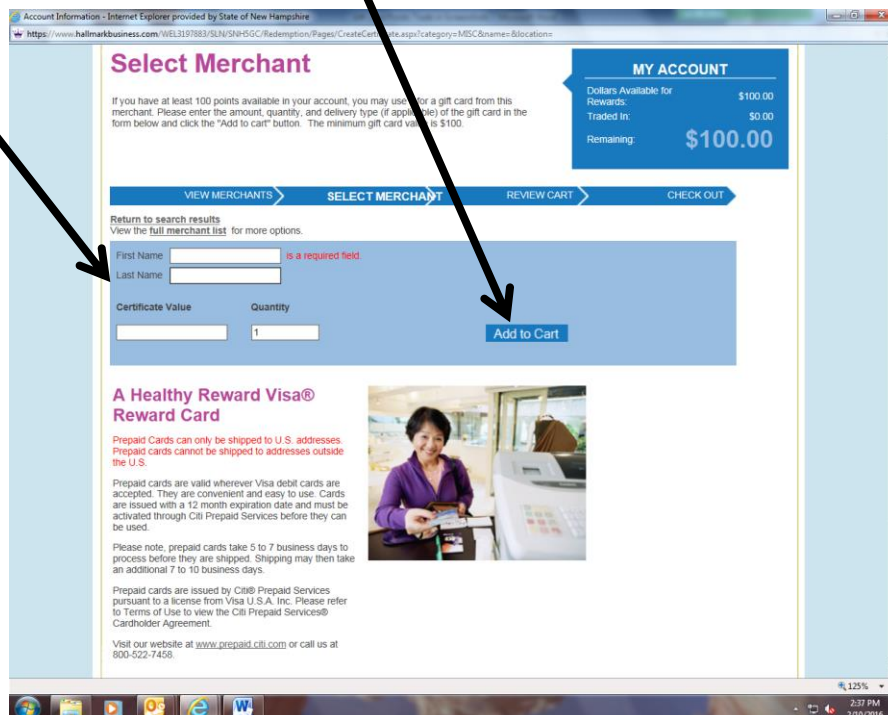 Account Information - Internet Explorer provided by State of New Hampshire
https://www.hallmarkbusiness.com/WEL3197883/SLN/SNH5GC/Redemption/Pages/CreateCertificate.aspx?category=MISC&name=&location=
Select Merchant
If you have at least 100 points available in your account, you may use for a gift card from this
merchant. Please enter the amount, quantity, and delivery type (if applicable) of the gift card in the
form below and click the "Add to cart" button. The minimum gift card value is $100.
MY ACCOUNT
Dollars Available for
Rewards: $100.00
Traded In: $0.00
Remaining: $100.00
VIEW MERCHANTS SELECT MERCHANT REVIEW CART CHECK OUT
Return to search results
View the full merchant list for more options.
First Name is a required field.
Last Name
Certificate Value Quantity
1
Add to Cart
A Healthy Reward Visa®
Reward Card
Prepaid Cards can only be shipped to U.S. addresses.
Prepaid cards cannot be shipped to addresses outside
the U.S.
Prepaid cards are valid wherever Visa debit cards are
accepted. They are convenient and easy to use. Cards
are issued with a 12 month expiration date and must be
activated through Citi Prepaid Services before they can
be used.
Please note, prepaid cards take 5 to 7 business days to
process before they are shipped. Shipping may then take
an additional 7 to 10 business days.
Prepaid cards are issued by Citi® Prepaid Services
pursuant to a license from Visa U.S.A. Inc. Please refer
to Terms of Use to view the Citi Prepaid Services®
Cardholder Agreement.
Visit our website at www.prepaid.citi.com or call us at
800-522-7458.
125%
2:37 PM
2/10/2016